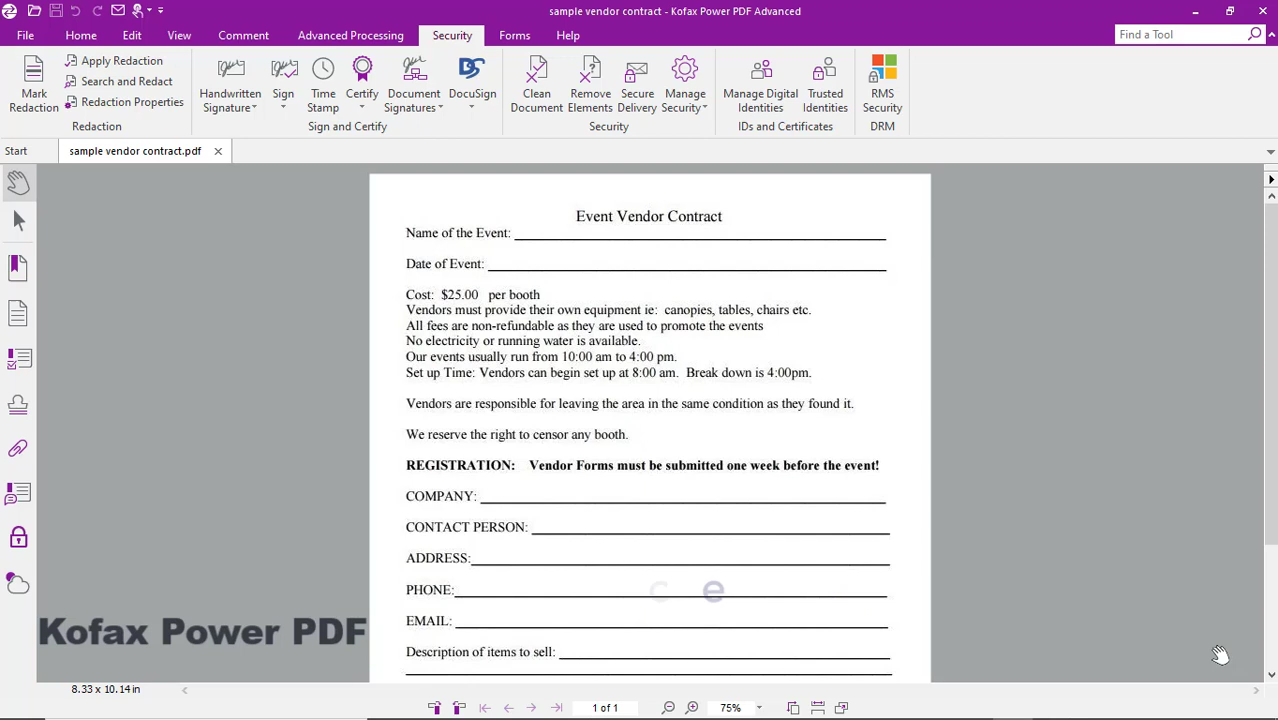 sample vendor contract - Kofax Power PDF Advanced
File Home Edit View Comment Advanced Processing Security Forms Help
Find a Tool
Mark Redaction
Apply Redaction
Search and Redact
Redaction Properties
Redaction
Handwritten Signature
Sign
Time Stamp
Certify
Document Signatures
DocuSign
Sign and Certify
Clean Document
Remove Elements
Secure Delivery
Manage Security
Security
Manage Digital Identities
Trusted Identities
IDs and Certificates
RMS Security
DRM
Start
sample vendor contract.pdf
Event Vendor Contract
Name of the Event:
Date of Event:
Cost: $25.00 per booth
Vendors must provide their own equipment ie: canopies, tables, chairs etc.
All fees are non-refundable as they are used to promote the events
No electricity or running water is available.
Our events usually run from 10:00 am to 4:00 pm.
Set up Time: Vendors can begin set up at 8:00 am. Break down is 4:00pm.
Vendors are responsible for leaving the area in the same condition as they found it.
We reserve the right to censor any booth.
REGISTRATION: Vendor Forms must be submitted one week before the event!
COMPANY:
CONTACT PERSON:
ADDRESS:
PHONE:
c e
EMAIL:
Kofax Power PDF
Description of items to sell:
8.33 x 10.14 in
1 of 1
75%